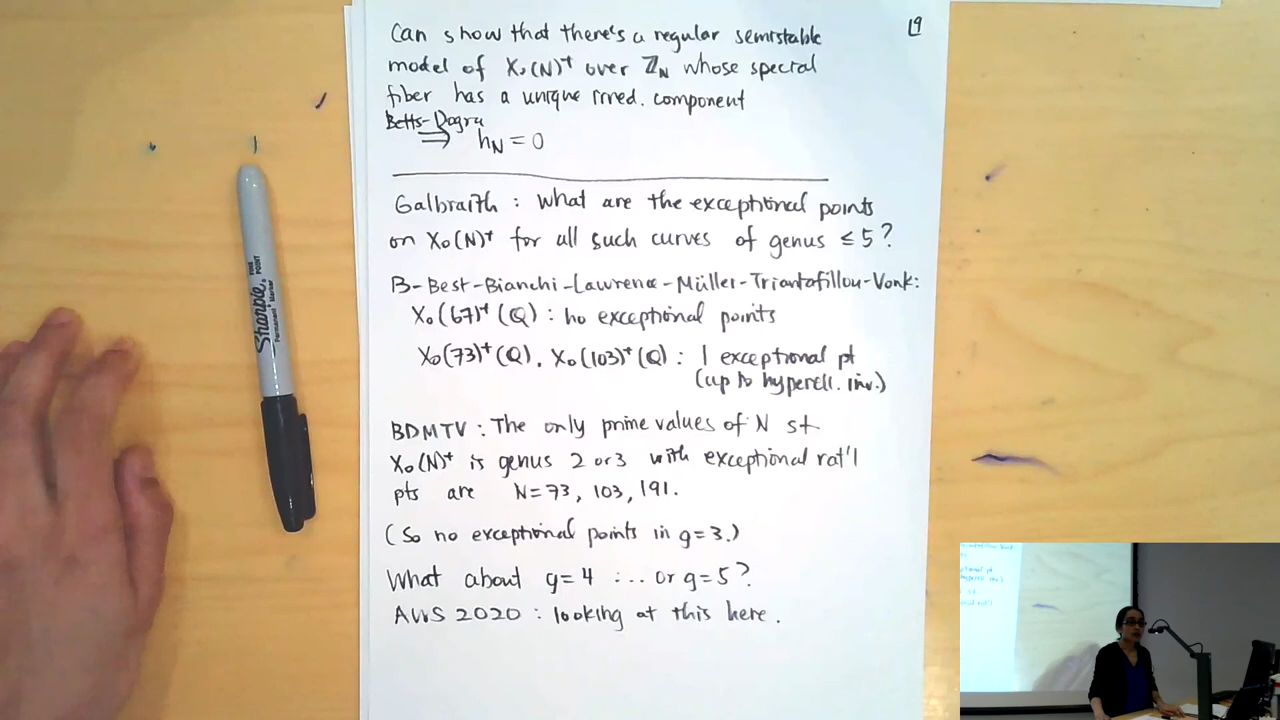 L9
Can show that there's a regular semistable
model of X₀(N)⁺ over ℤ_N whose special
fiber has a unique irred. component
Betts-Dogra
⇒ h_N = 0
Galbraith : What are the exceptional points
on X₀(N)⁺ for all such curves of genus ≤ 5?
B-Best-Bianchi-Lawrence-Müller-Triantafillou-Vonk:
X₀(67)⁺(ℚ) : no exceptional points
X₀(73)⁺(ℚ), X₀(103)⁺(ℚ) : 1 exceptional pt
(up to hyperell. inv.)
BDMTV : The only prime values of N st
X₀(N)⁺ is genus 2 or 3 with exceptional rat'l
pts are N=73, 103, 191.
(So no exceptional points in g=3.)
What about g=4 ... or g=5?
AWS 2020 : looking at this here.
Sharpie
FINE POINT
Permanent Marker